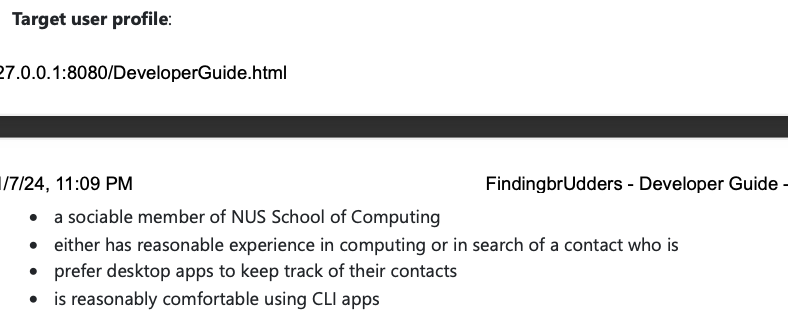 Target user profile:
27.0.0.1:8080/DeveloperGuide.html
/7/24, 11:09 PM
FindingbrUdders - Developer Guide -
• a sociable member of NUS School of Computing
• either has reasonable experience in computing or in search of a contact who is
• prefer desktop apps to keep track of their contacts
• is reasonably comfortable using CLI apps